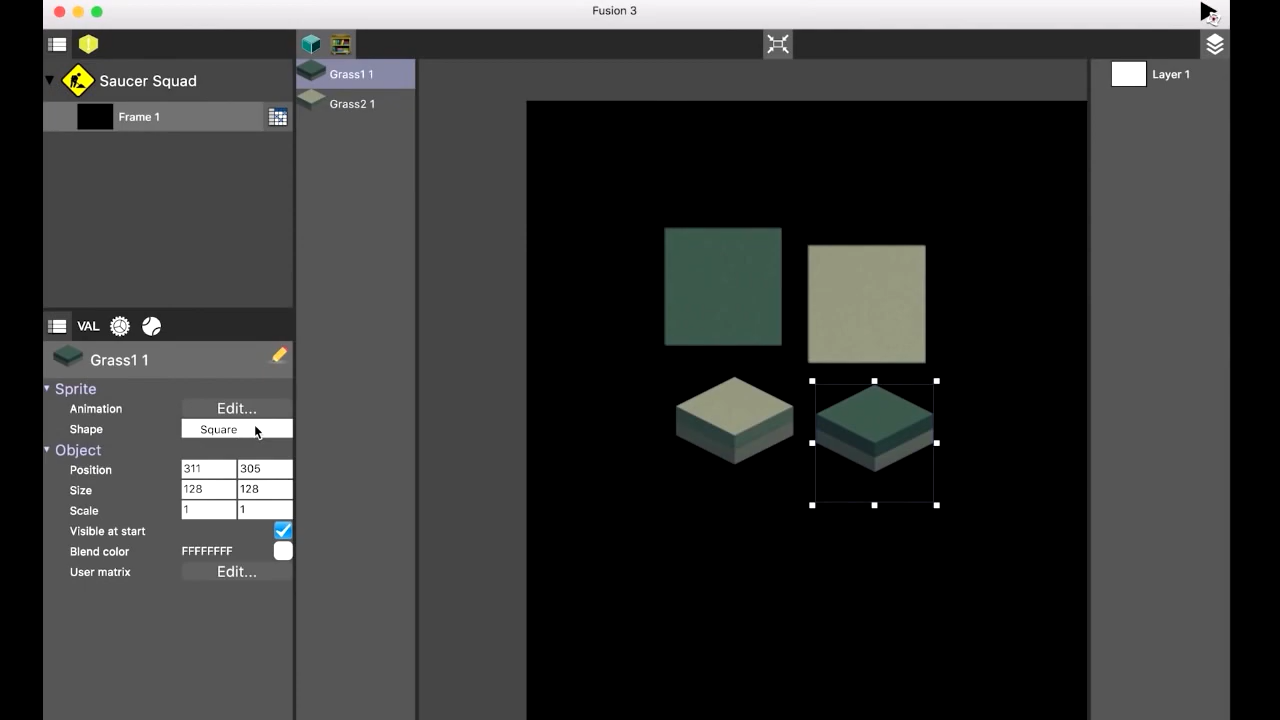 Fusion 3
Saucer Squad
Frame 1
VAL
Grass1 1
Sprite
Animation Edit...
Shape Square
Object
Position 311 305
Size 128 128
Scale 1 1
Visible at start
Blend color FFFFFFFF
User matrix Edit...
Grass1 1
Grass2 1
Layer 1